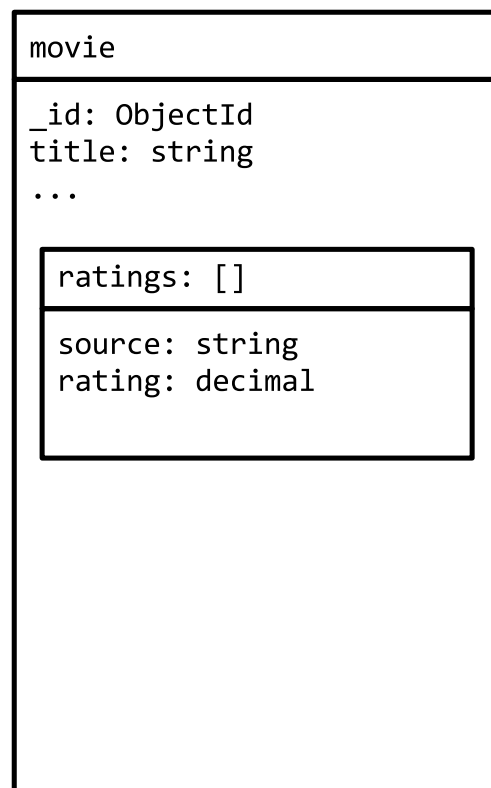 movie
_id: ObjectId
title: string
...
ratings: []
source: string
rating: decimal